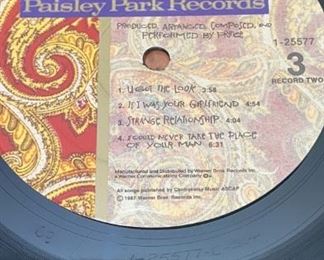 Paisley Park Records
PRODUCED, ARRANGED, COMPOSED, AND
PERFORMED BY PRINCE
1-25577
3
RECORD TWO
1. U GOT THE LOOK 3:58
2. IF I WAS YOUR GIRLFRIEND 4:54
3. STRANGE RELATIONSHIP 4:04
4. I COULD NEVER TAKE THE PLACE
OF YOUR MAN 6:31
Manufactured and Distributed by Warner Bros. Records Inc.
a Warner Communications Company
All songs published by Controversy Music ASCAP
© 1987 Warner Bros. Records Inc.
1-25577-C